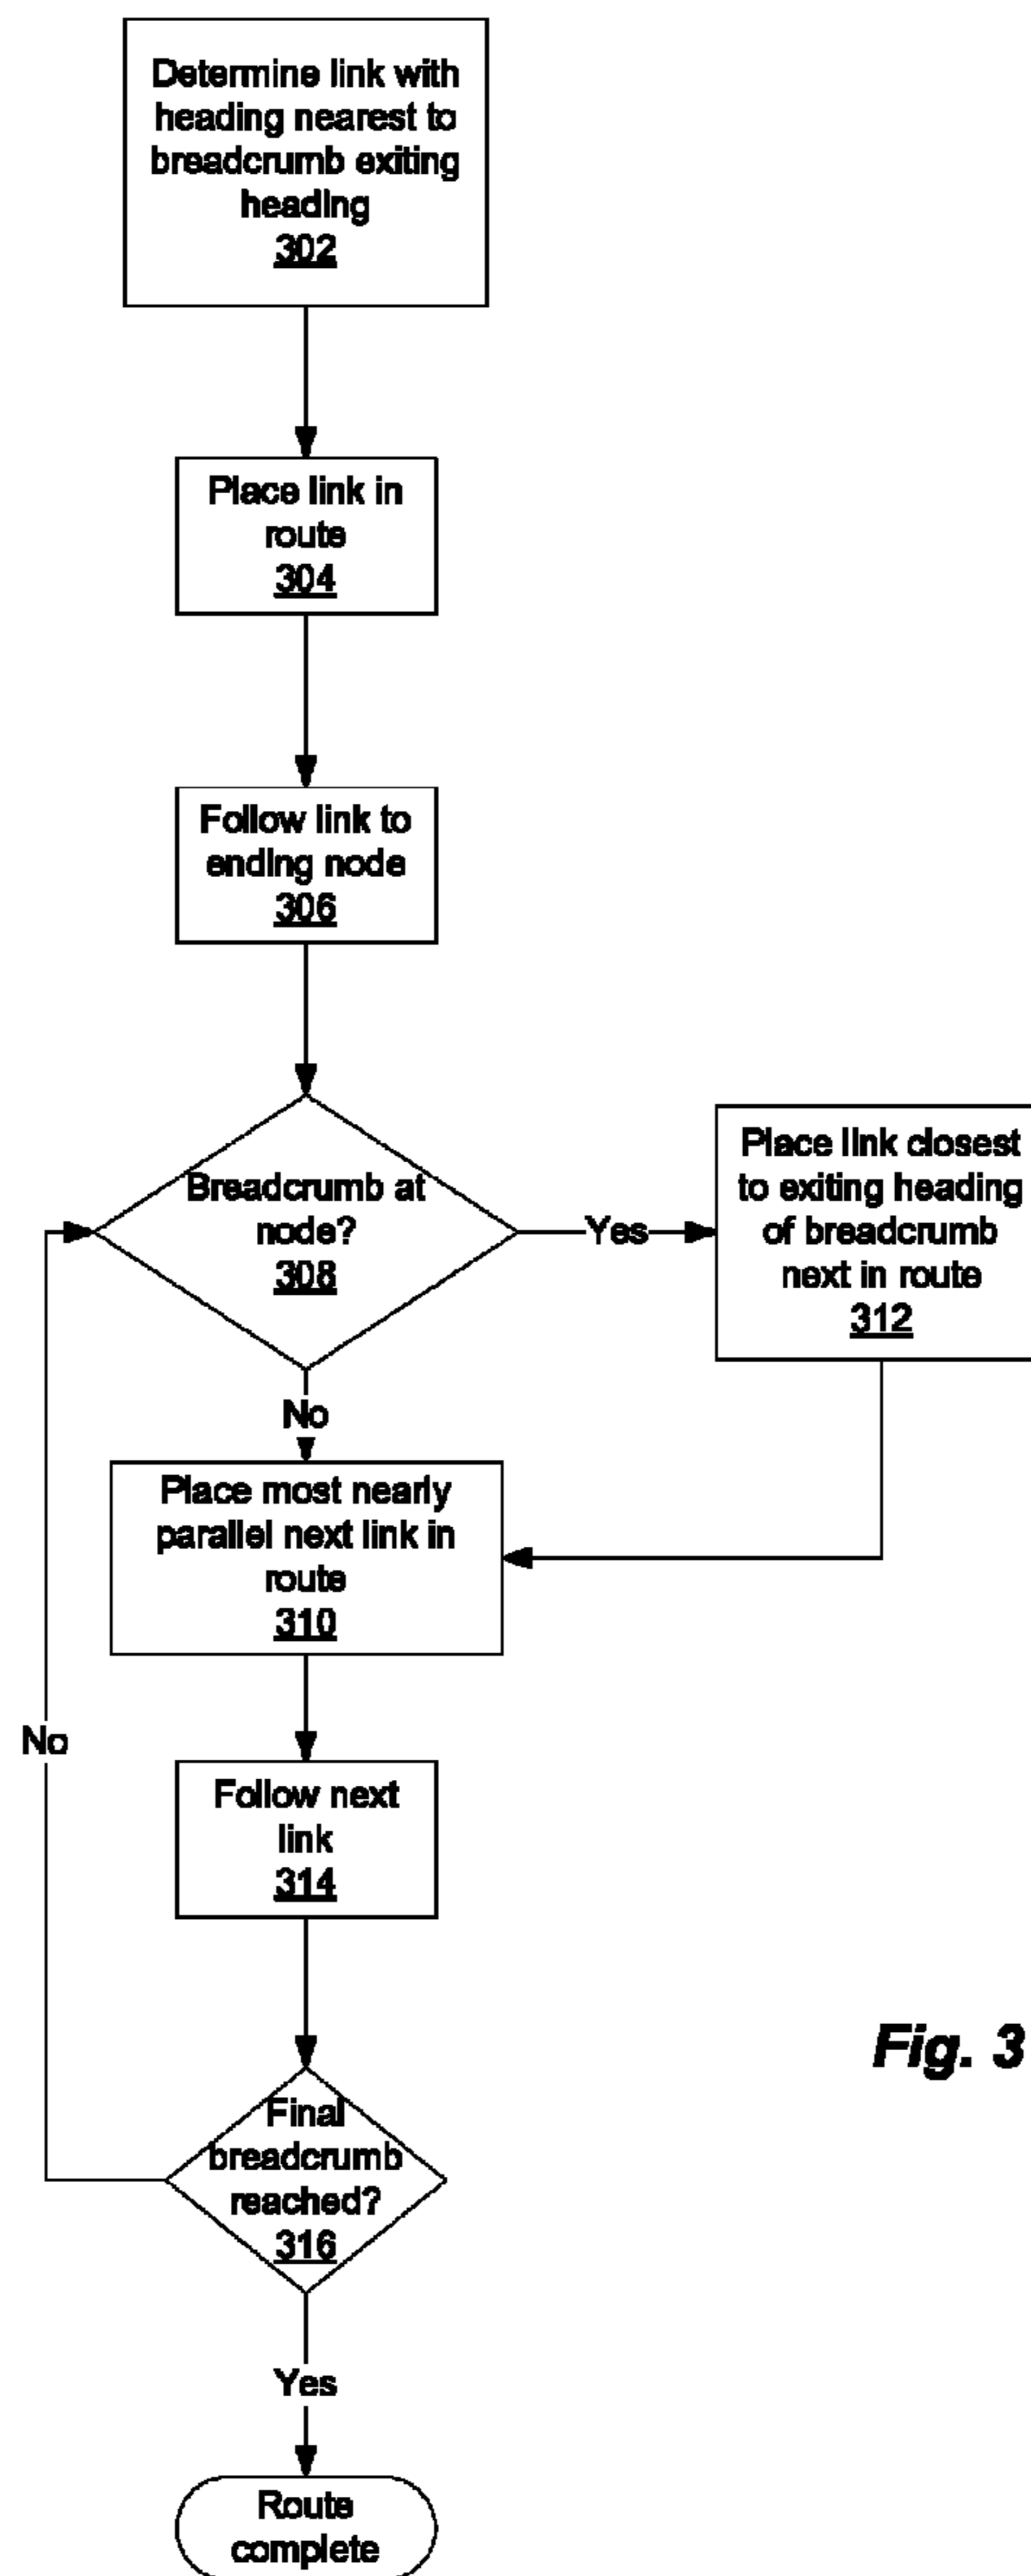 Determine link with
heading nearest to
breadcrumb exiting
heading
302
Place link in
route
304
Follow link to
ending node
306
Breadcrumb at
node?
308
Yes
Place link closest
to exiting heading
of breadcrumb
next in route
312
No
Place most nearly
parallel next link in
route
310
No
Follow next
link
314
Fig. 3
Final
breadcrumb
reached?
316
Yes
Route
complete